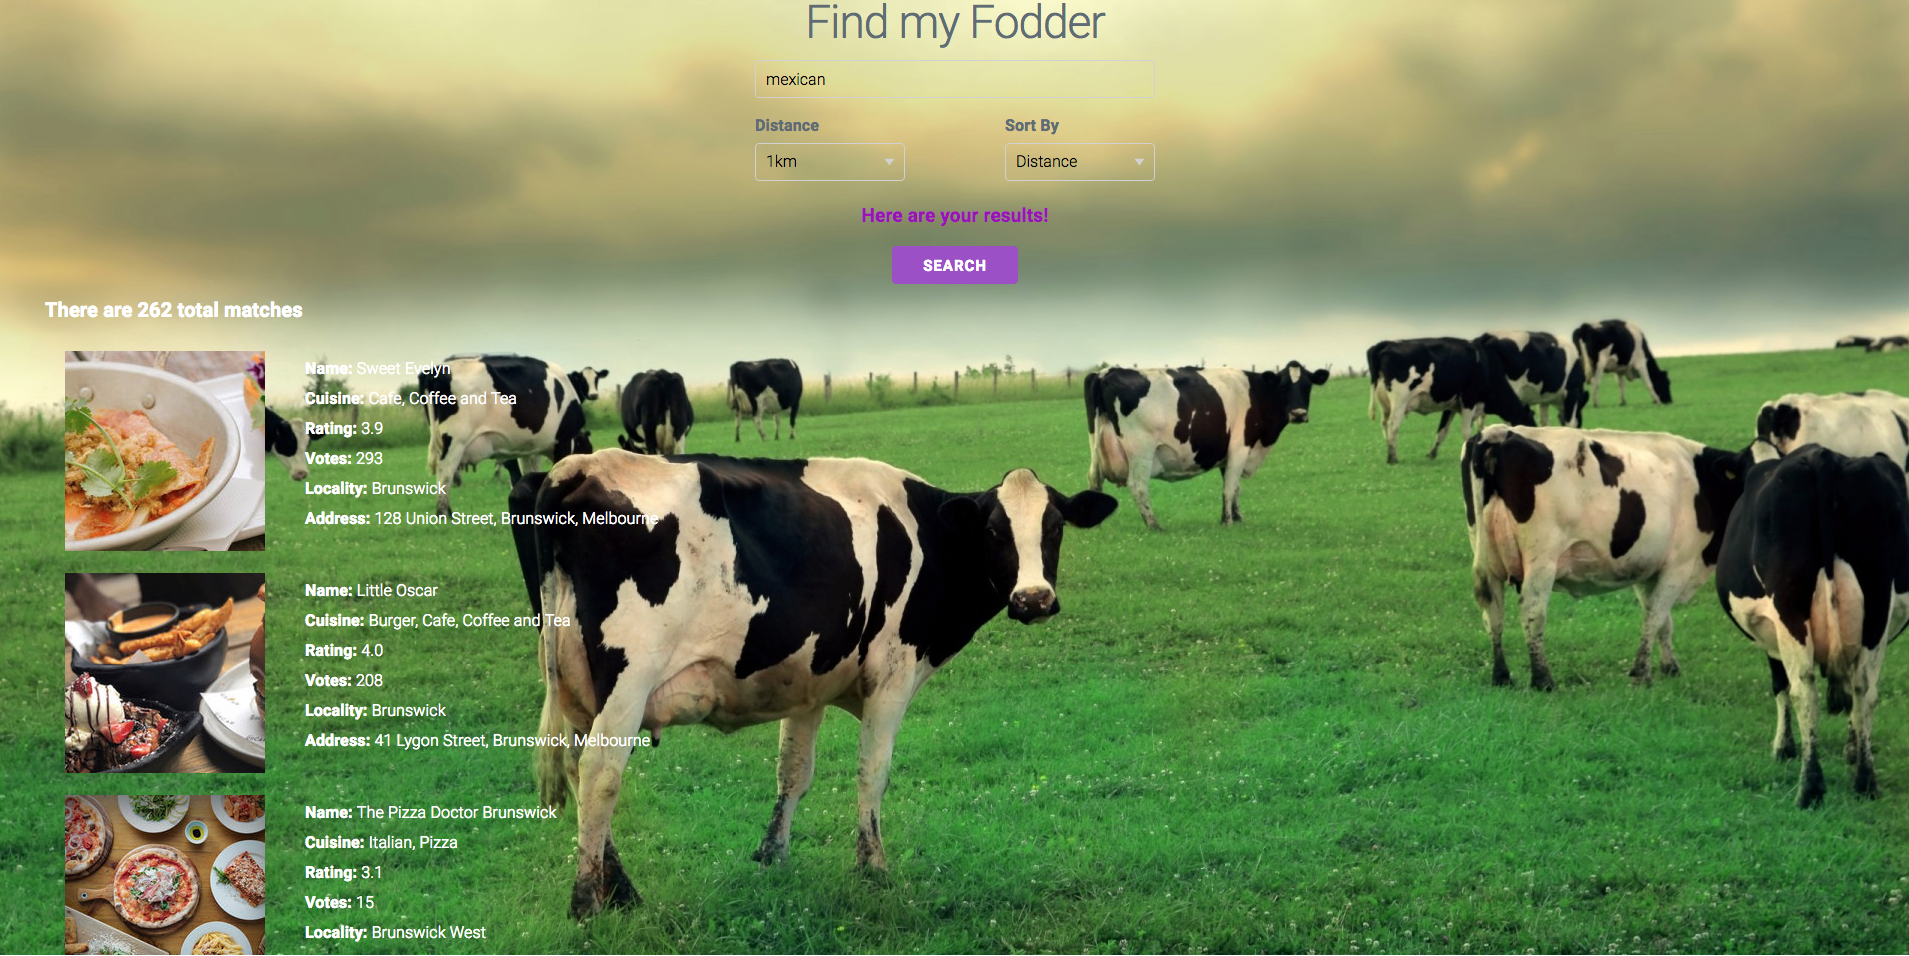 Find my Fodder
mexican
Distance
Sort By
1km
Distance
Here are your results!
SEARCH
There are 262 total matches
Name: Sweet Evelyn
Cuisine: Cafe, Coffee and Tea
Rating: 3.9
Votes: 293
Locality: Brunswick
Address: 128 Union Street, Brunswick, Melbourne
Name: Little Oscar
Cuisine: Burger, Cafe, Coffee and Tea
Rating: 4.0
Votes: 208
Locality: Brunswick
Address: 41 Lygon Street, Brunswick, Melbourne
Name: The Pizza Doctor Brunswick
Cuisine: Italian, Pizza
Rating: 3.1
Votes: 15
Locality: Brunswick West